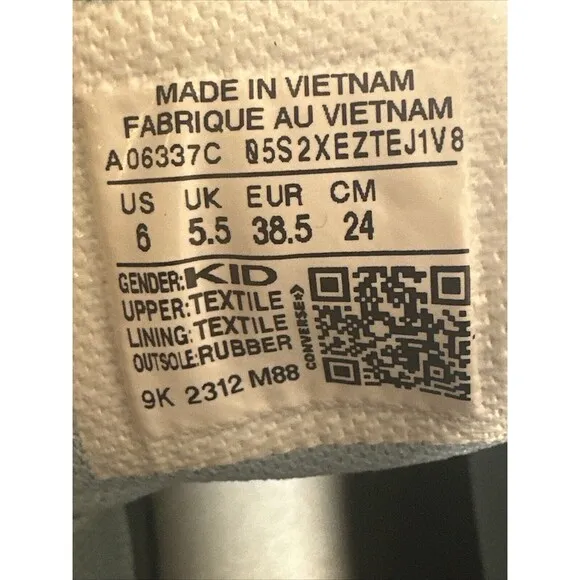 MADE IN VIETNAM
FABRIQUE AU VIETNAM
A06337C Q5S2XEZTEJ1V8
US UK EUR CM
6 5.5 38.5 24
GENDER: KID
UPPER: TEXTILE
LINING: TEXTILE
OUTSOLE: RUBBER
9K 2312 M88
CONVERSE